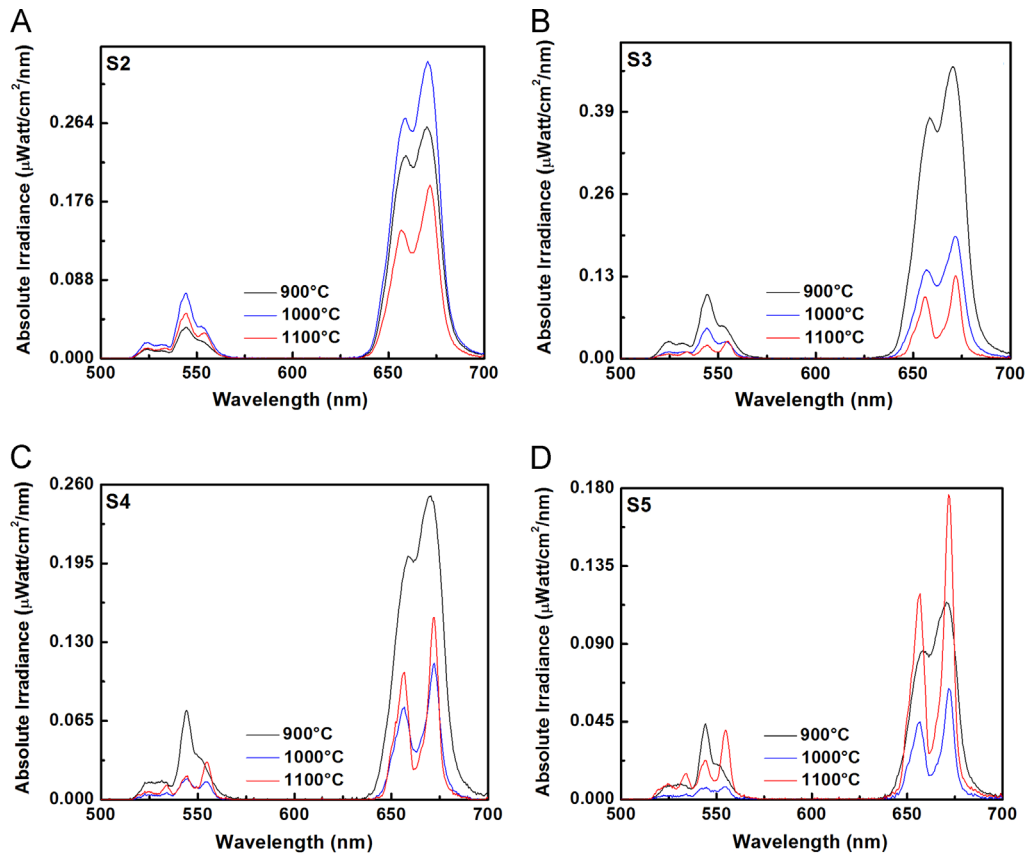 A
S2
Absolute Irradiance (μWatt/cm²/nm)
0.264
0.176
0.088
0.000
900°C
1000°C
1100°C
500 550 600 650 700
Wavelength (nm)
B
S3
Absolute Irradiance (μWatt/cm²/nm)
0.39
0.26
0.13
0.00
900°C
1000°C
1100°C
500 550 600 650 700
Wavelength (nm)
C
S4
Absolute Irradiance (μWatt/cm²/nm)
0.260
0.195
0.130
0.065
0.000
900°C
1000°C
1100°C
500 550 600 650 700
Wavelength (nm)
D
S5
Absolute Irradiance (μWatt/cm²/nm)
0.180
0.135
0.090
0.045
0.000
900°C
1000°C
1100°C
500 550 600 650 700
Wavelength (nm)